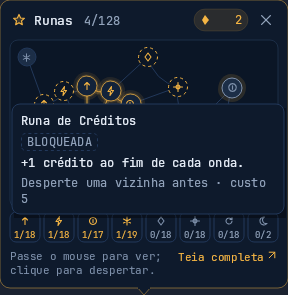 Runas 4/128 2
Runa de Créditos
BLOQUEADA
+1 crédito ao fim de cada onda.
Desperte uma vizinha antes · custo
5
1/18 1/18 1/17 1/19 0/18 0/18 0/18 0/2
Passe o mouse para ver; Teia completa
clique para despertar.